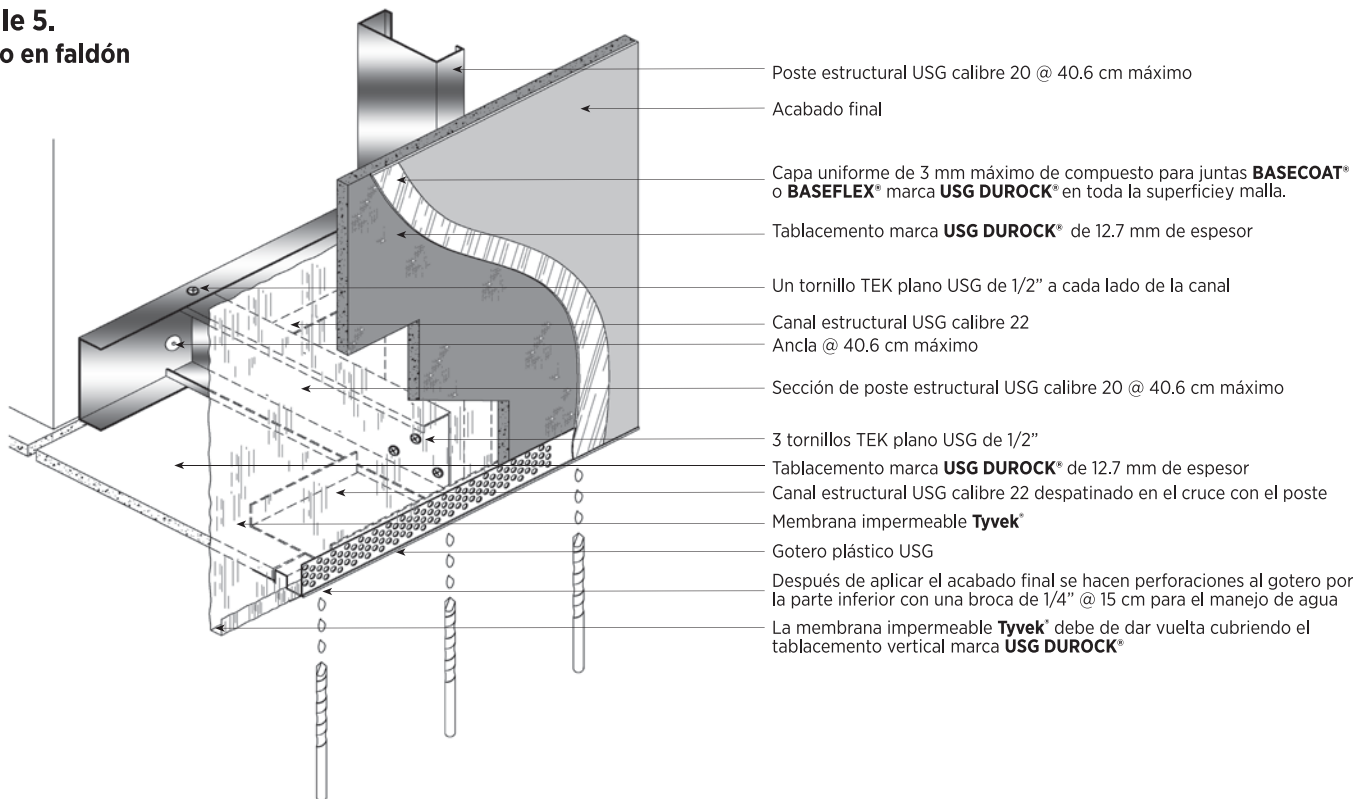 le 5.
o en faldón
Poste estructural USG calibre 20 @ 40.6 cm máximo
Acabado final
Capa uniforme de 3 mm máximo de compuesto para juntas BASECOAT®
o BASEFLEX® marca USG DUROCK® en toda la superficiey malla.
Tablacemento marca USG DUROCK® de 12.7 mm de espesor
Un tornillo TEK plano USG de 1/2” a cada lado de la canal
Canal estructural USG calibre 22
Ancla @ 40.6 cm máximo
Sección de poste estructural USG calibre 20 @ 40.6 cm máximo
3 tornillos TEK plano USG de 1/2”
Tablacemento marca USG DUROCK® de 12.7 mm de espesor
Canal estructural USG calibre 22 despatinado en el cruce con el poste
Membrana impermeable Tyvek®
Gotero plástico USG
Después de aplicar el acabado final se hacen perforaciones al gotero por
la parte inferior con una broca de 1/4” @ 15 cm para el manejo de agua
La membrana impermeable Tyvek® debe de dar vuelta cubriendo el
tablacemento vertical marca USG DUROCK®